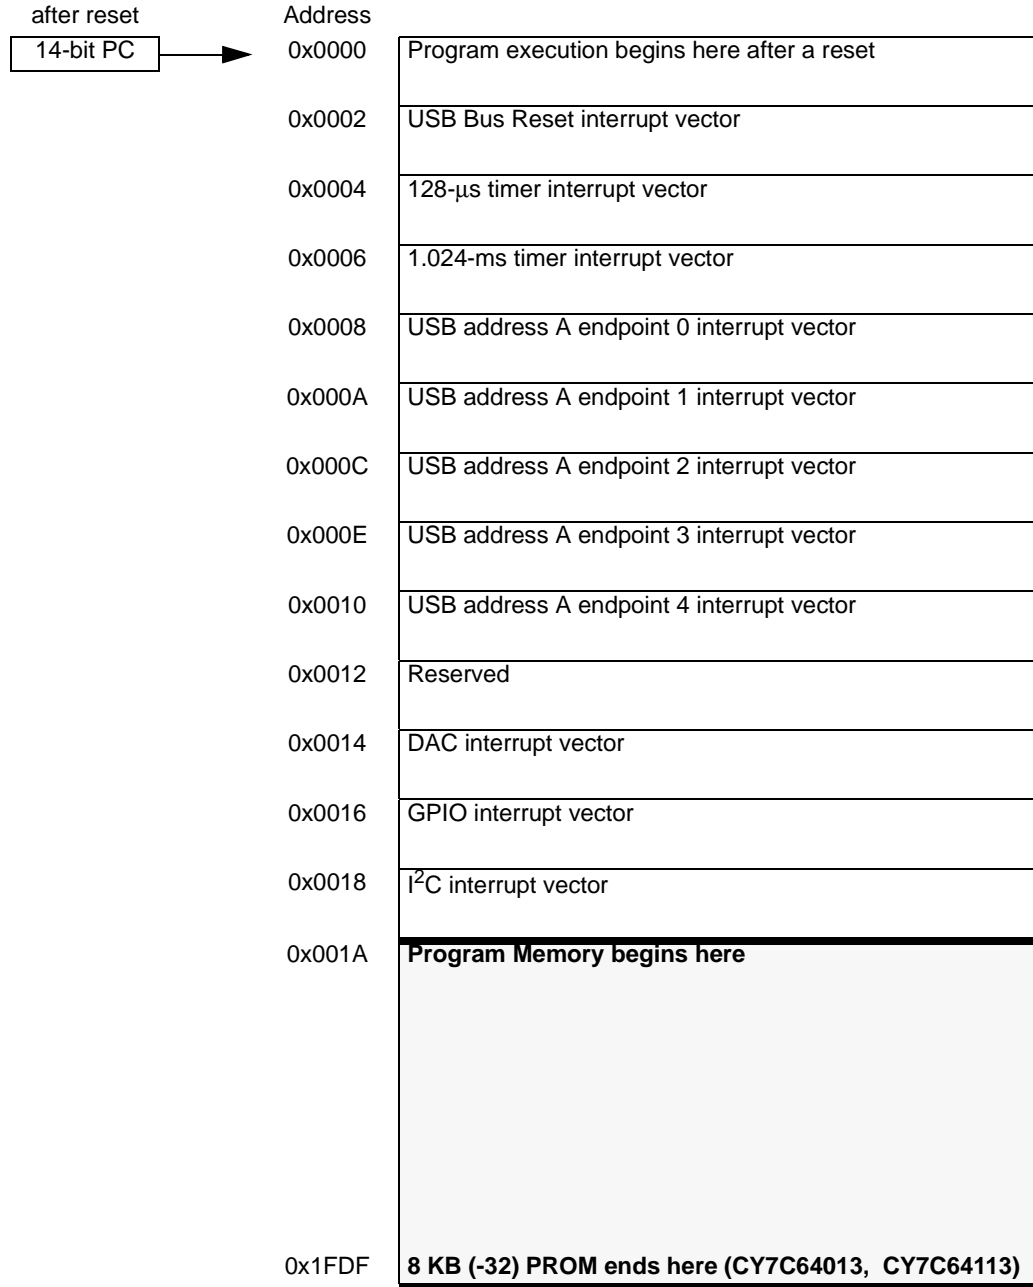 after reset Address
14-bit PC 0x0000 Program execution begins here after a reset
0x0002 USB Bus Reset interrupt vector
0x0004 128-μs timer interrupt vector
0x0006 1.024-ms timer interrupt vector
0x0008 USB address A endpoint 0 interrupt vector
0x000A USB address A endpoint 1 interrupt vector
0x000C USB address A endpoint 2 interrupt vector
0x000E USB address A endpoint 3 interrupt vector
0x0010 USB address A endpoint 4 interrupt vector
0x0012 Reserved
0x0014 DAC interrupt vector
0x0016 GPIO interrupt vector
0x0018 I²C interrupt vector
0x001A Program Memory begins here
0x1FDF 8 KB (-32) PROM ends here (CY7C64013, CY7C64113)